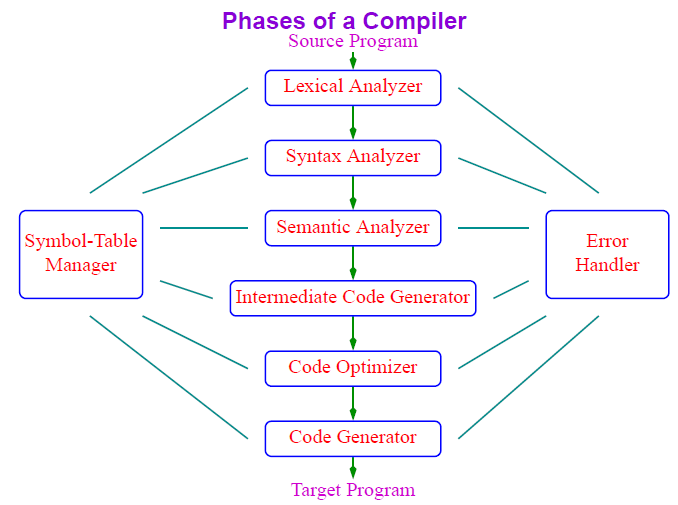 Phases of a Compiler
Source Program
Lexical Analyzer
Syntax Analyzer
Semantic Analyzer
Symbol-Table
Manager
Error
Handler
Intermediate Code Generator
Code Optimizer
Code Generator
Target Program